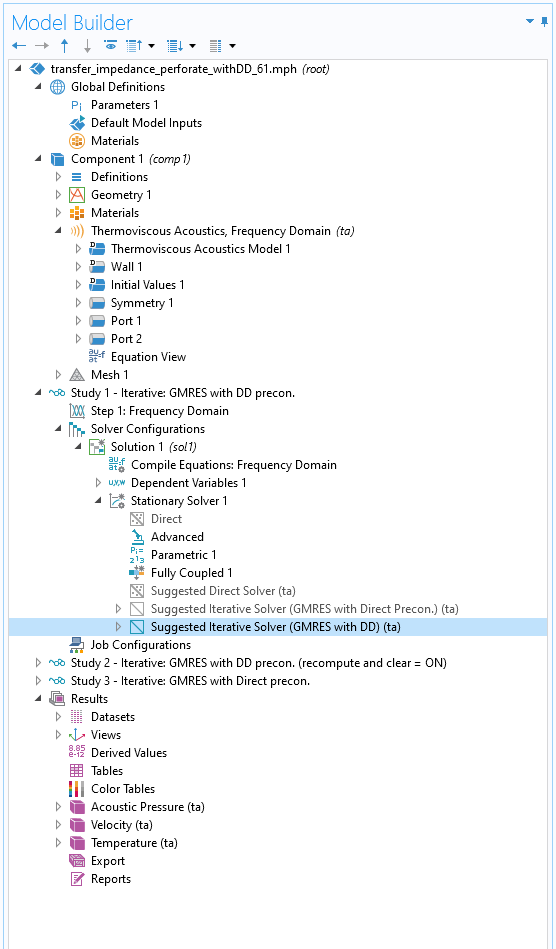 Model Builder
transfer_impedance_perforate_withDD_61.mph (root)
Global Definitions
Pi Parameters 1
Default Model Inputs
Materials
Component 1 (comp1)
Definitions
Geometry 1
Materials
Thermoviscous Acoustics, Frequency Domain (ta)
D Thermoviscous Acoustics Model 1
D Wall 1
D Initial Values 1
Symmetry 1
Port 1
Port 2
Equation View
Mesh 1
Study 1 - Iterative: GMRES with DD precon.
Step 1: Frequency Domain
Solver Configurations
Solution 1 (sol1)
Compile Equations: Frequency Domain
u,v,w Dependent Variables 1
Stationary Solver 1
Direct
Advanced
Parametric 1
Fully Coupled 1
Suggested Direct Solver (ta)
Suggested Iterative Solver (GMRES with Direct Precon.) (ta)
Suggested Iterative Solver (GMRES with DD) (ta)
Job Configurations
Study 2 - Iterative: GMRES with DD precon. (recompute and clear = ON)
Study 3 - Iterative: GMRES with Direct precon.
Results
Datasets
Views
8.85 e-12 Derived Values
Tables
Color Tables
Acoustic Pressure (ta)
Velocity (ta)
Temperature (ta)
Export
Reports